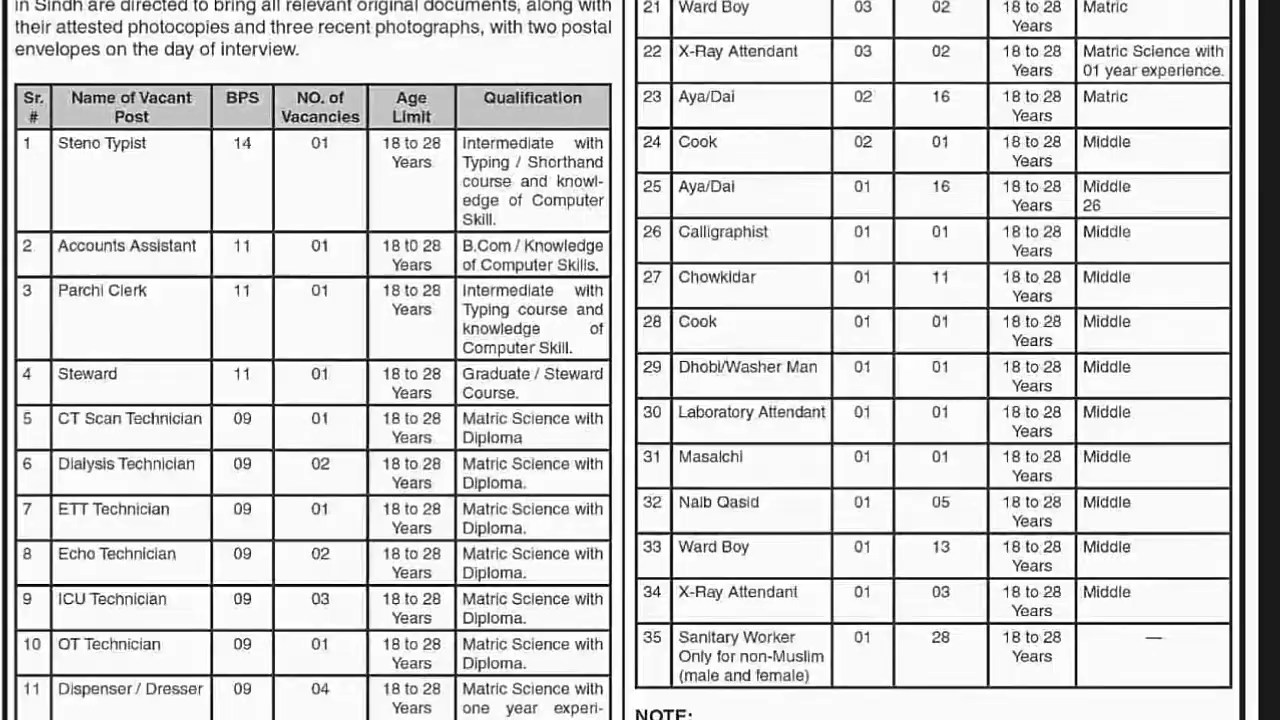 in Sindh are directed to bring all relevant original documents, along with
their attested photocopies and three recent photographs, with two postal
envelopes on the day of interview.
Sr. # Name of Vacant Post BPS NO. of Vacancies Age Limit Qualification
1 Steno Typist 14 01 18 to 28 Years Intermediate with
Typing / Shorthand
course and knowl-
edge of Computer
Skill.
2 Accounts Assistant 11 01 18 to 28 Years B.Com / Knowledge
of Computer Skills.
3 Parchi Clerk 11 01 18 to 28 Years Intermediate with
Typing course and
knowledge of
Computer Skill.
4 Steward 11 01 18 to 28 Years Graduate / Steward
Course.
5 CT Scan Technician 09 01 18 to 28 Years Matric Science with
Diploma
6 Dialysis Technician 09 02 18 to 28 Years Matric Science with
Diploma.
7 ETT Technician 09 01 18 to 28 Years Matric Science with
Diploma.
8 Echo Technician 09 02 18 to 28 Years Matric Science with
Diploma.
9 ICU Technician 09 03 18 to 28 Years Matric Science with
Diploma.
10 OT Technician 09 01 18 to 28 Years Matric Science with
Diploma.
11 Dispenser / Dresser 09 04 18 to 28 Years Matric Science with
one year experi-
21 Ward Boy 03 02 18 to 28 Years Matric
22 X-Ray Attendant 03 02 18 to 28 Years Matric Science with
01 year experience.
23 Aya/Dai 02 16 18 to 28 Years Matric
24 Cook 02 01 18 to 28 Years Middle
25 Aya/Dai 01 16 18 to 28 Years Middle
26
26 Calligraphist 01 01 18 to 28 Years Middle
27 Chowkidar 01 11 18 to 28 Years Middle
28 Cook 01 01 18 to 28 Years Middle
29 Dhobi/Washer Man 01 01 18 to 28 Years Middle
30 Laboratory Attendant 01 01 18 to 28 Years Middle
31 Masalchi 01 01 18 to 28 Years Middle
32 Naib Qasid 01 05 18 to 28 Years Middle
33 Ward Boy 01 13 18 to 28 Years Middle
34 X-Ray Attendant 01 03 18 to 28 Years Middle
35 Sanitary Worker 01 28 18 to 28 Years —
Only for non-Muslim
(male and female)
NOTE: